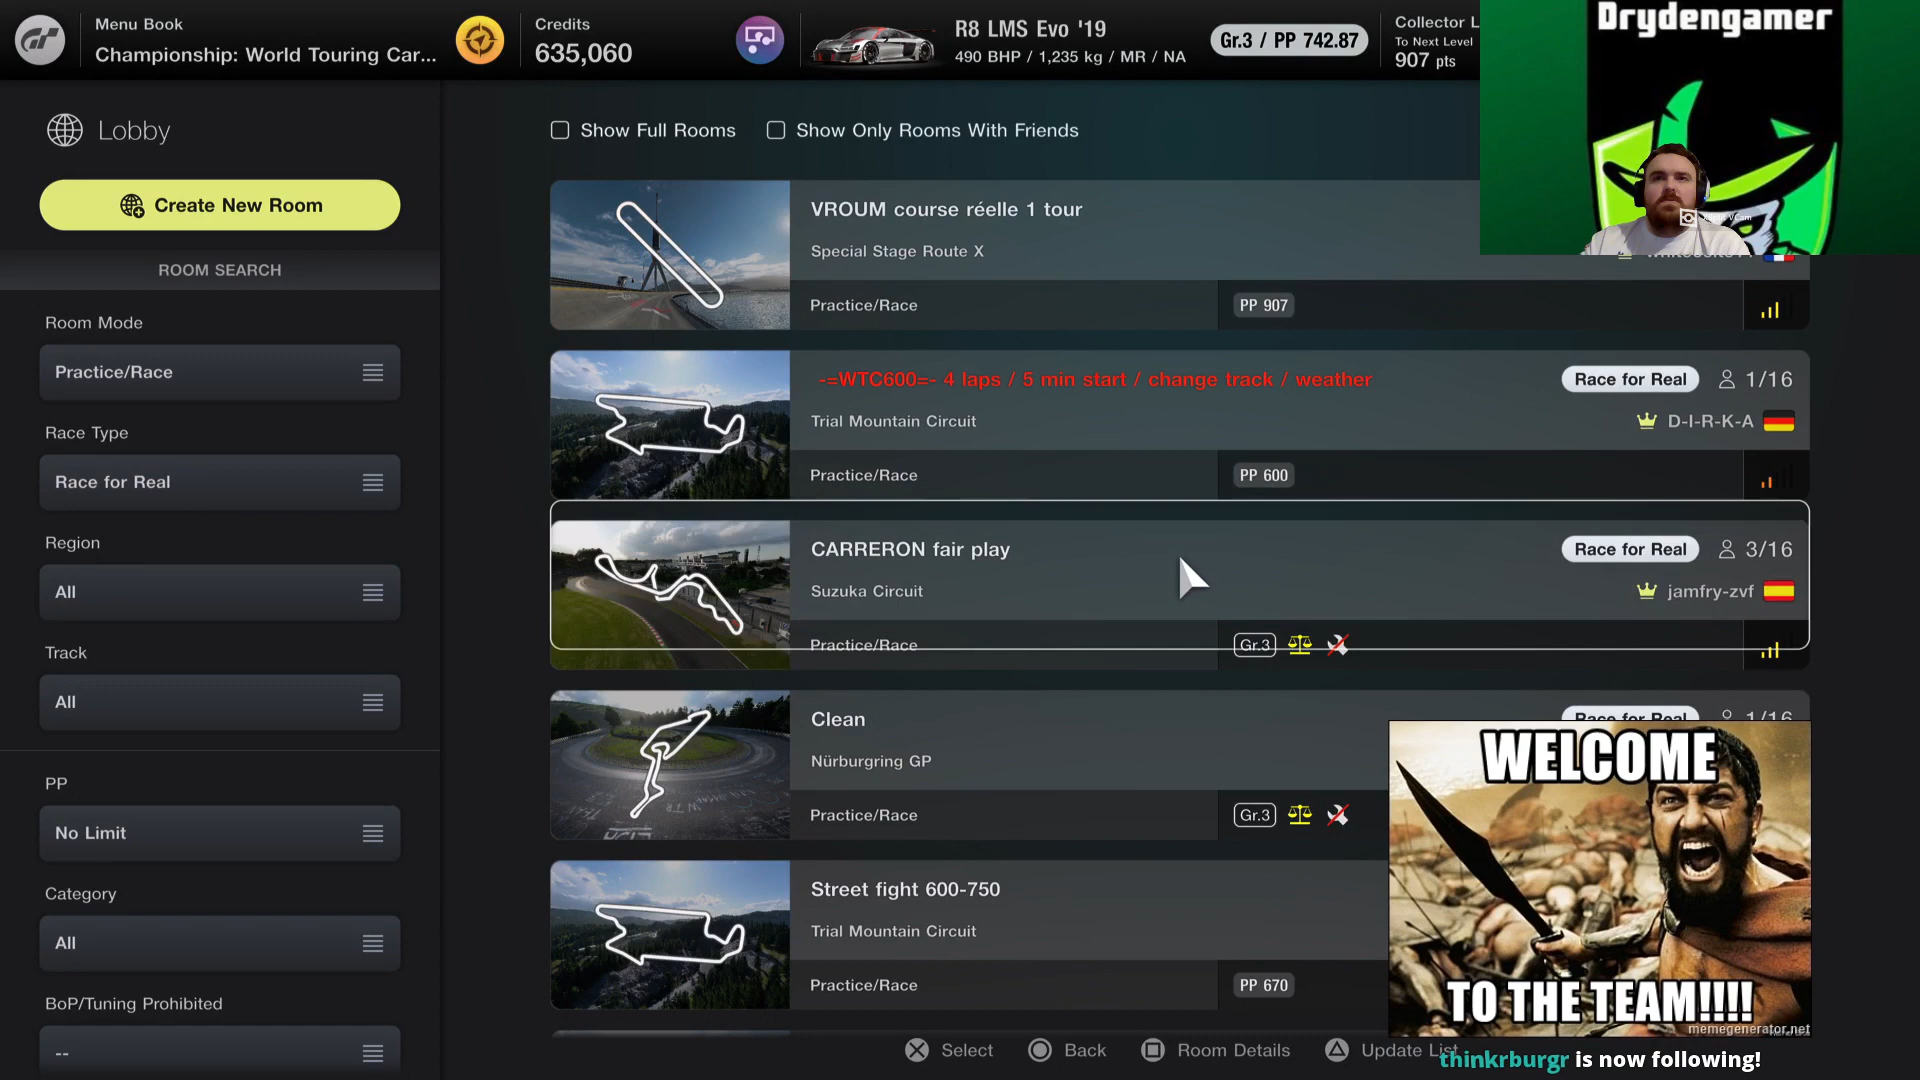 Menu Book
Championship: World Touring Car...
Credits
635,060
R8 LMS Evo '19
490 BHP / 1,235 kg / MR / NA
Gr.3 / PP 742.87
Collector L
To Next Level
907 pts
Drydengamer
Lobby
Create New Room
ROOM SEARCH
Room Mode
Practice/Race
Race Type
Race for Real
Region
All
Track
All
PP
No Limit
Category
All
BoP/Tuning Prohibited
--
Show Full Rooms
Show Only Rooms With Friends
VROUM course réelle 1 tour
Special Stage Route X
Practice/Race
PP 907
-=WTC600=- 4 laps / 5 min start / change track / weather
Race for Real
1/16
Trial Mountain Circuit
D-I-R-K-A
Practice/Race
PP 600
CARRERON fair play
Race for Real
3/16
Suzuka Circuit
jamfry-zvf
Practice/Race
Gr.3
Clean
Race for Real
1/16
Nürburgring GP
Practice/Race
Gr.3
Street fight 600-750
Trial Mountain Circuit
Practice/Race
PP 670
WELCOME
TO THE TEAM!!!!
memegenerator.net
Select
Back
Room Details
Update List
thinkrburgr is now following!